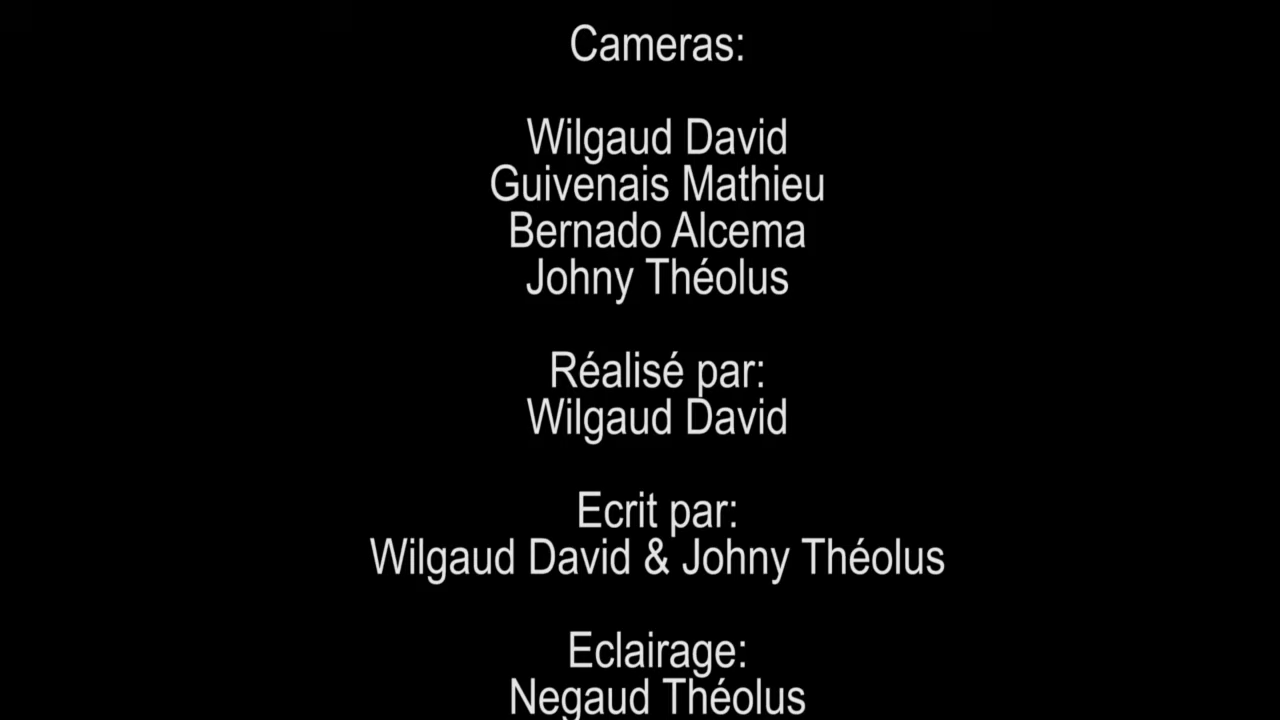 Cameras:
Wilgaud David
Guivenais Mathieu
Bernado Alcema
Johny Théolus
Réalisé par:
Wilgaud David
Ecrit par:
Wilgaud David & Johny Théolus
Eclairage:
Negaud Théolus